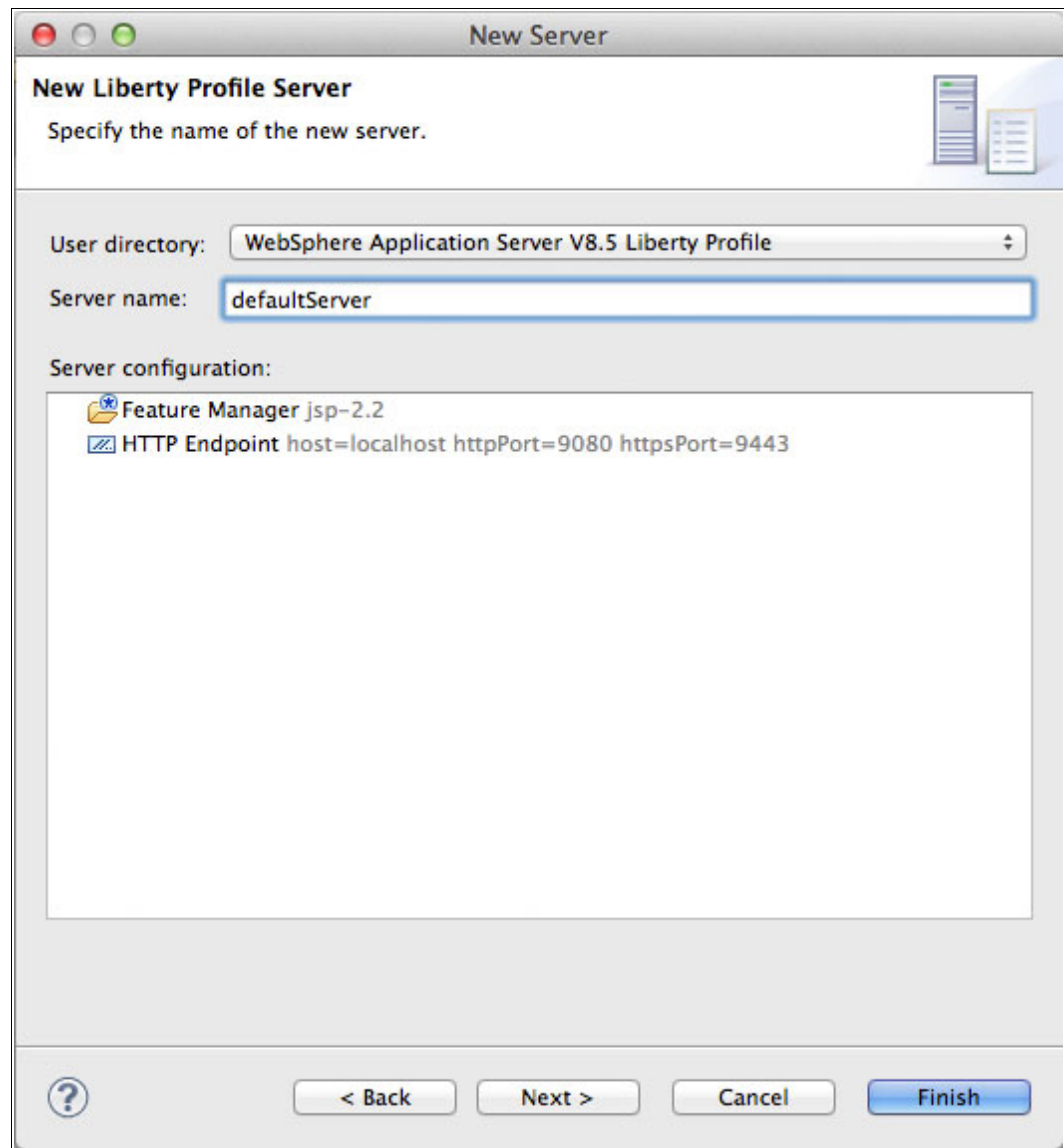 New Server
New Liberty Profile Server
Specify the name of the new server.
User directory: WebSphere Application Server V8.5 Liberty Profile
Server name: defaultServer
Server configuration:
Feature Manager jsp-2.2
HTTP Endpoint host=localhost httpPort=9080 httpsPort=9443
? < Back Next > Cancel Finish